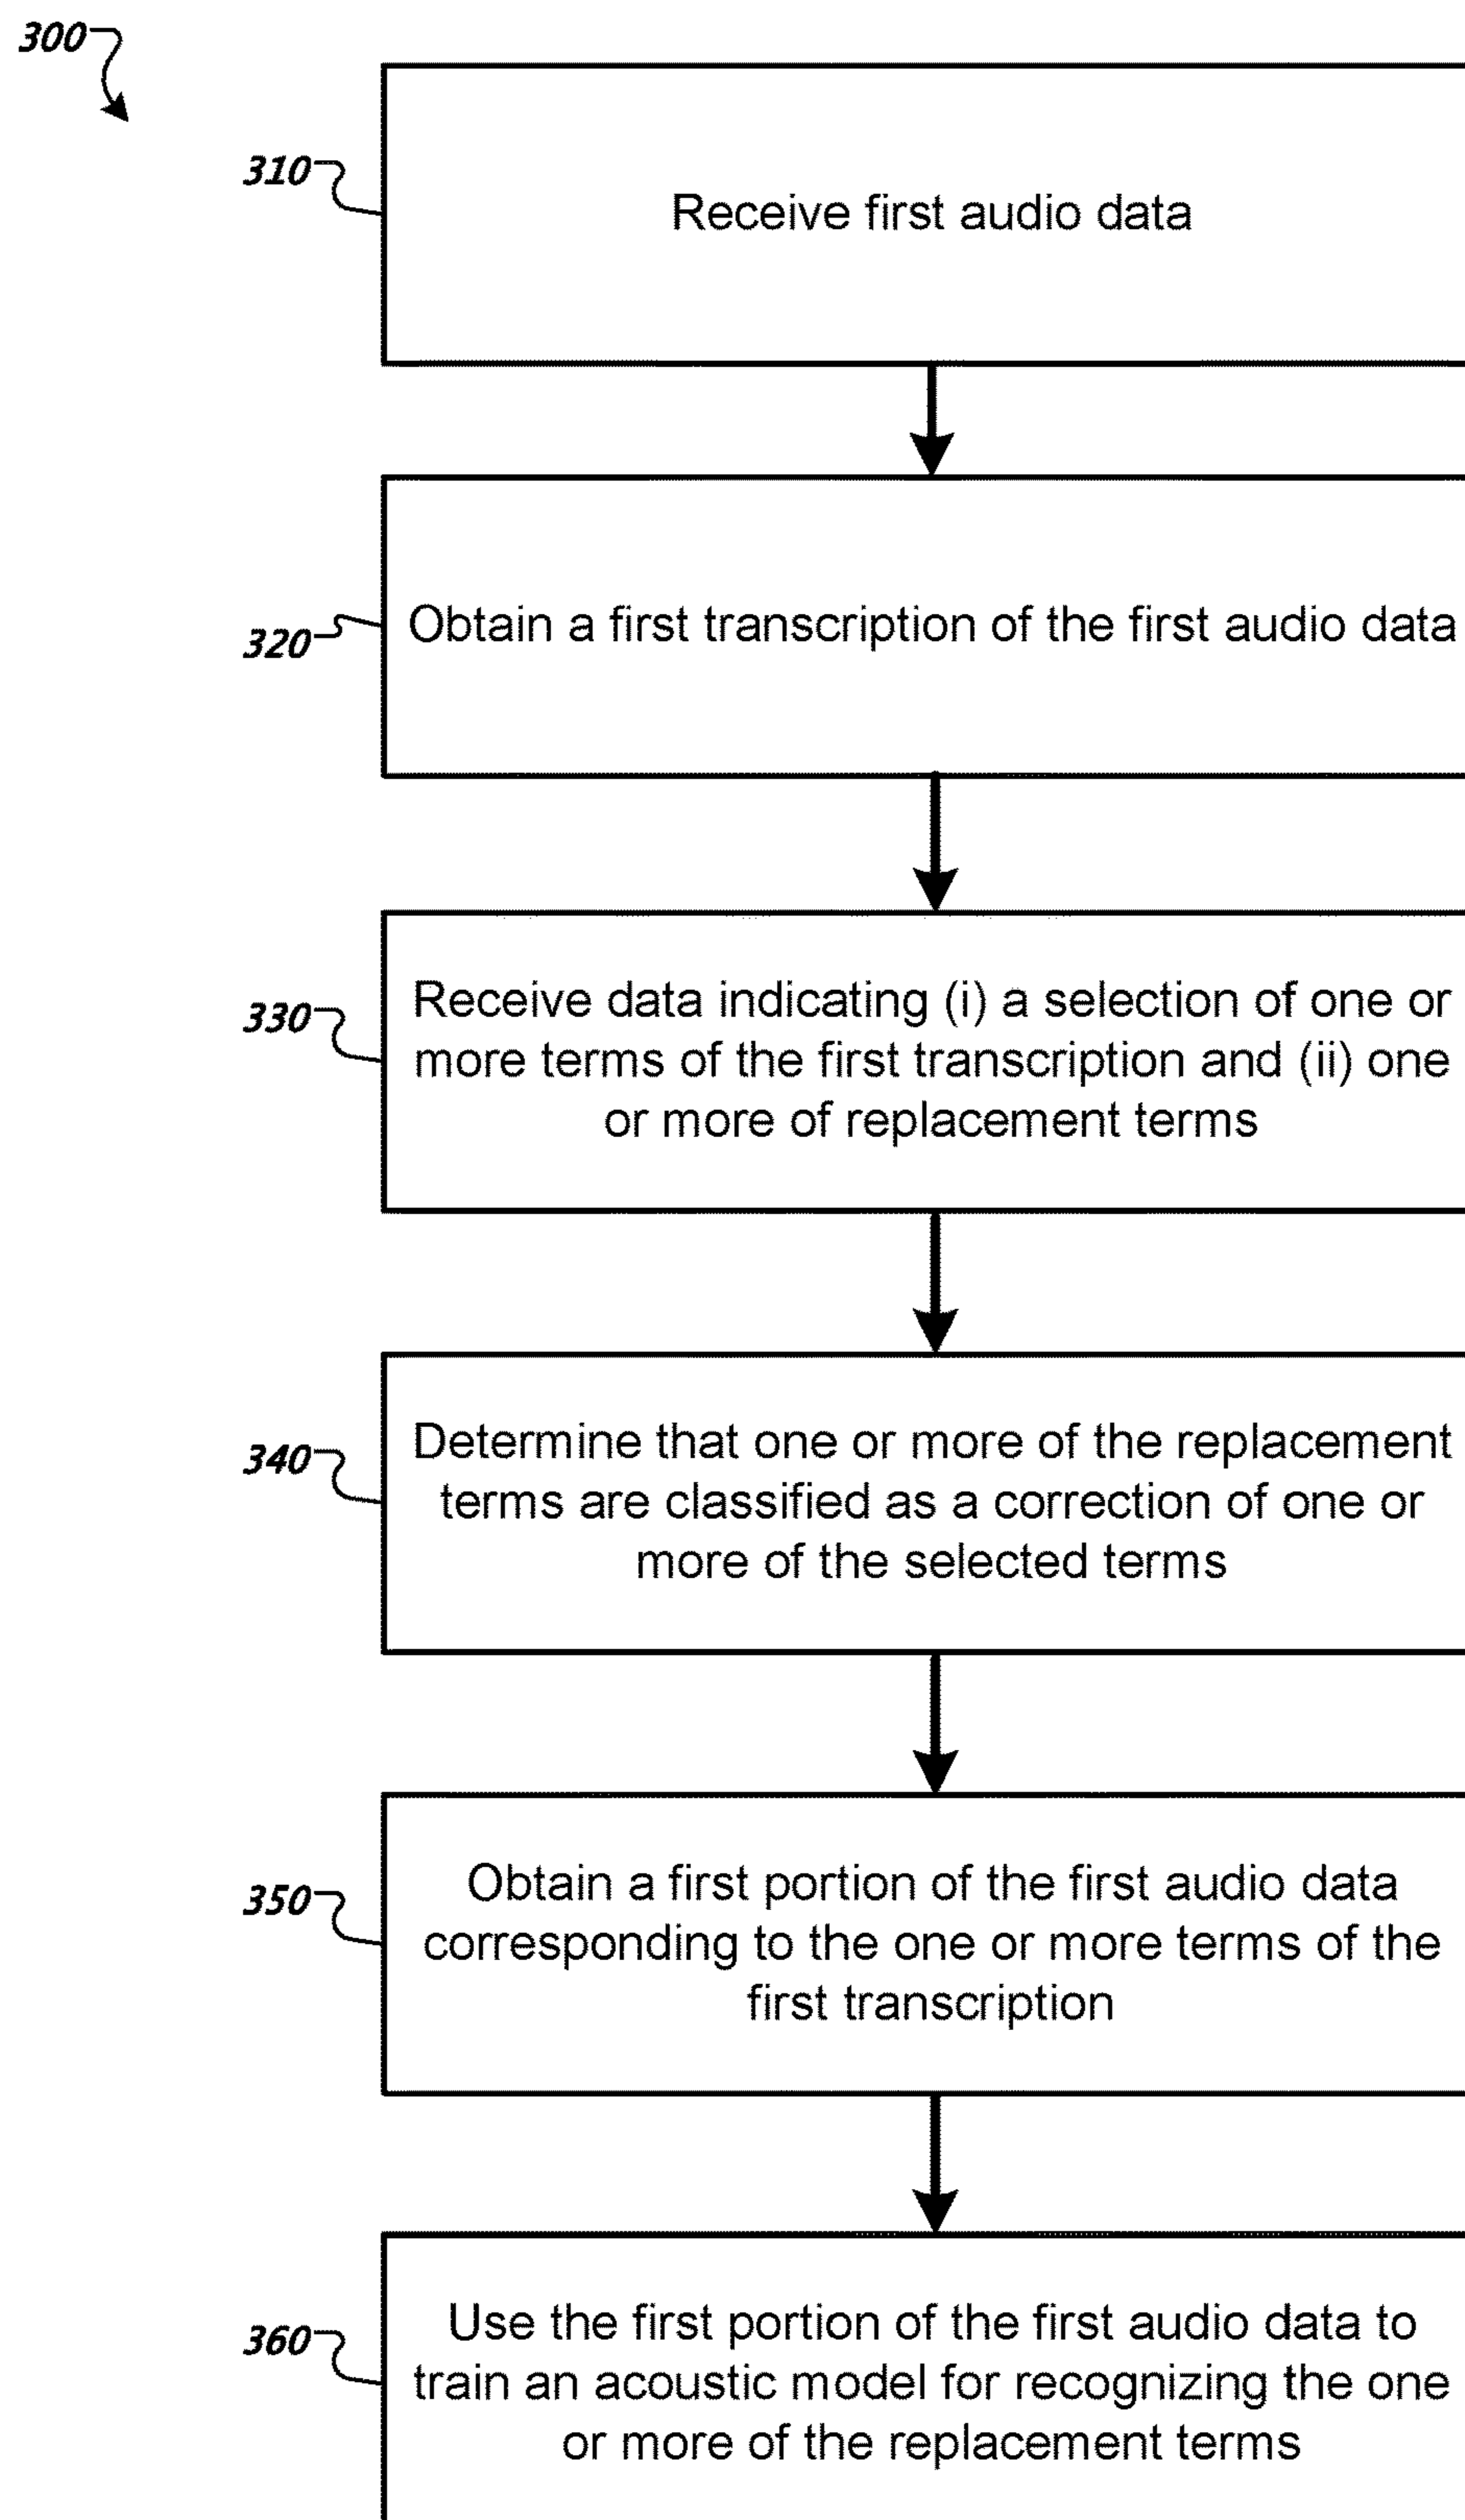 300
310
Receive first audio data
320
Obtain a first transcription of the first audio data
330
Receive data indicating (i) a selection of one or
more terms of the first transcription and (ii) one
or more of replacement terms
340
Determine that one or more of the replacement
terms are classified as a correction of one or
more of the selected terms
350
Obtain a first portion of the first audio data
corresponding to the one or more terms of the
first transcription
360
Use the first portion of the first audio data to
train an acoustic model for recognizing the one
or more of the replacement terms